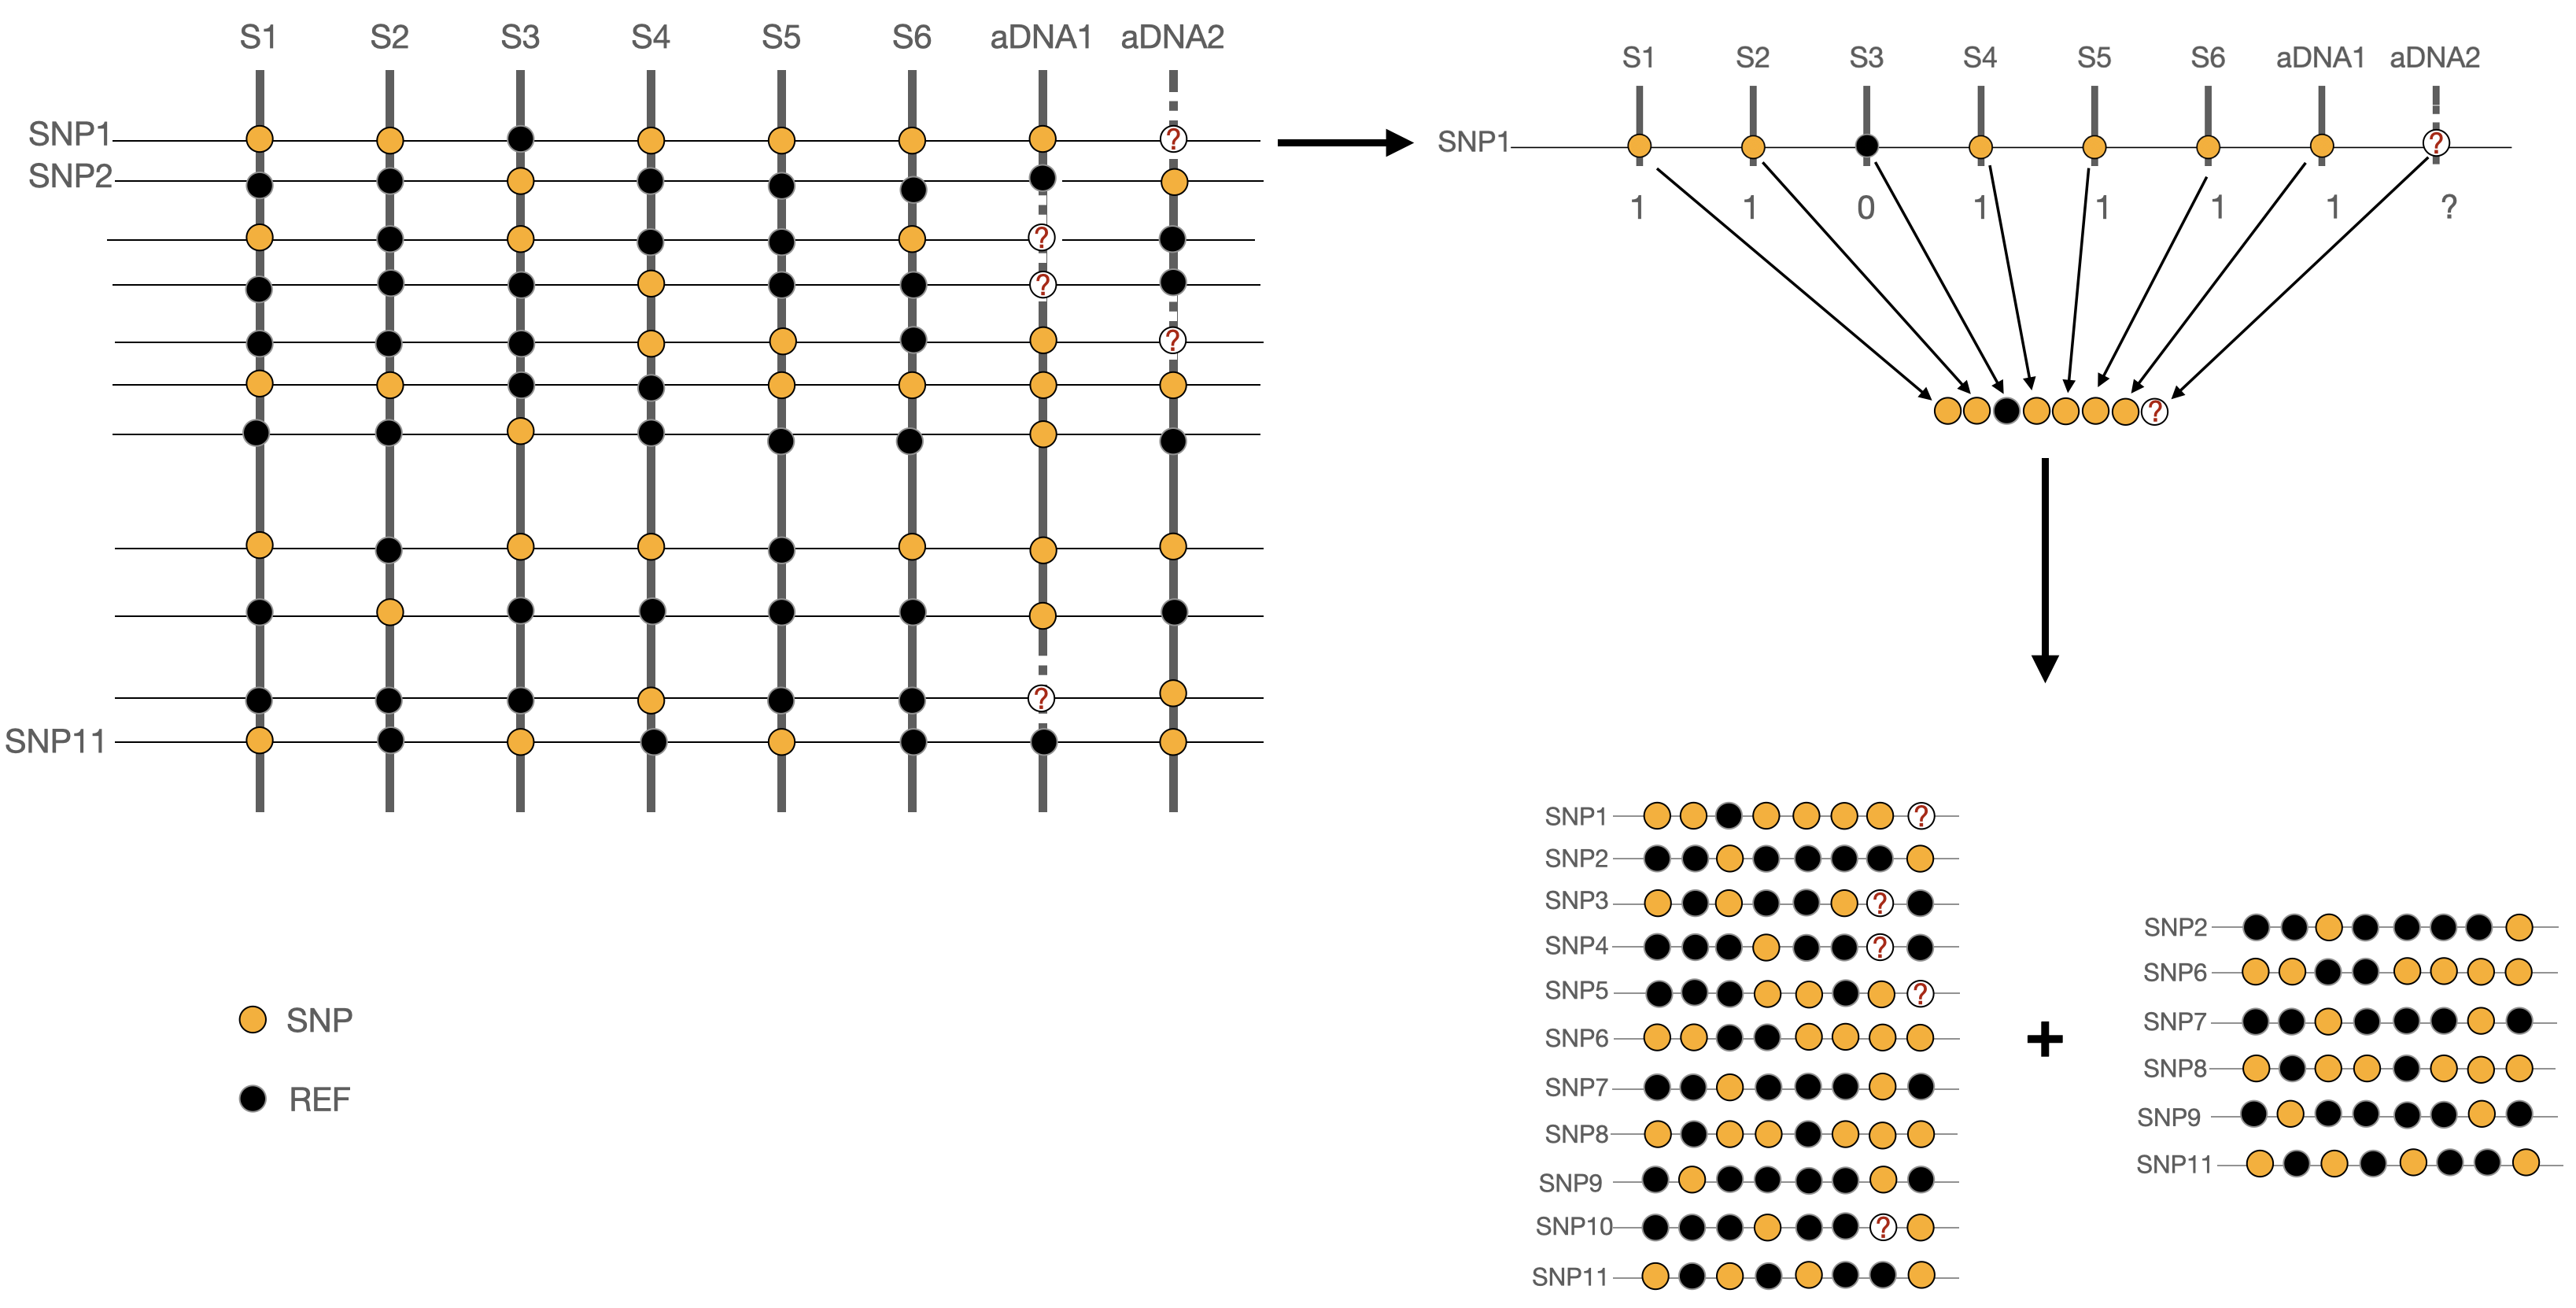 S1 S2 S3 S4 S5 S6 aDNA1 aDNA2
SNP1 ?
SNP2
?
?
?
?
SNP11
SNP
REF
S1 S2 S3 S4 S5 S6 aDNA1 aDNA2
SNP1 ?
1 1 0 1 1 1 1 ?
?
SNP1 ?
SNP2
SNP3 ?
SNP4 ?
SNP5 ?
SNP6
SNP7
SNP8
SNP9
SNP10 ?
SNP11
+
SNP2
SNP6
SNP7
SNP8
SNP9
SNP11